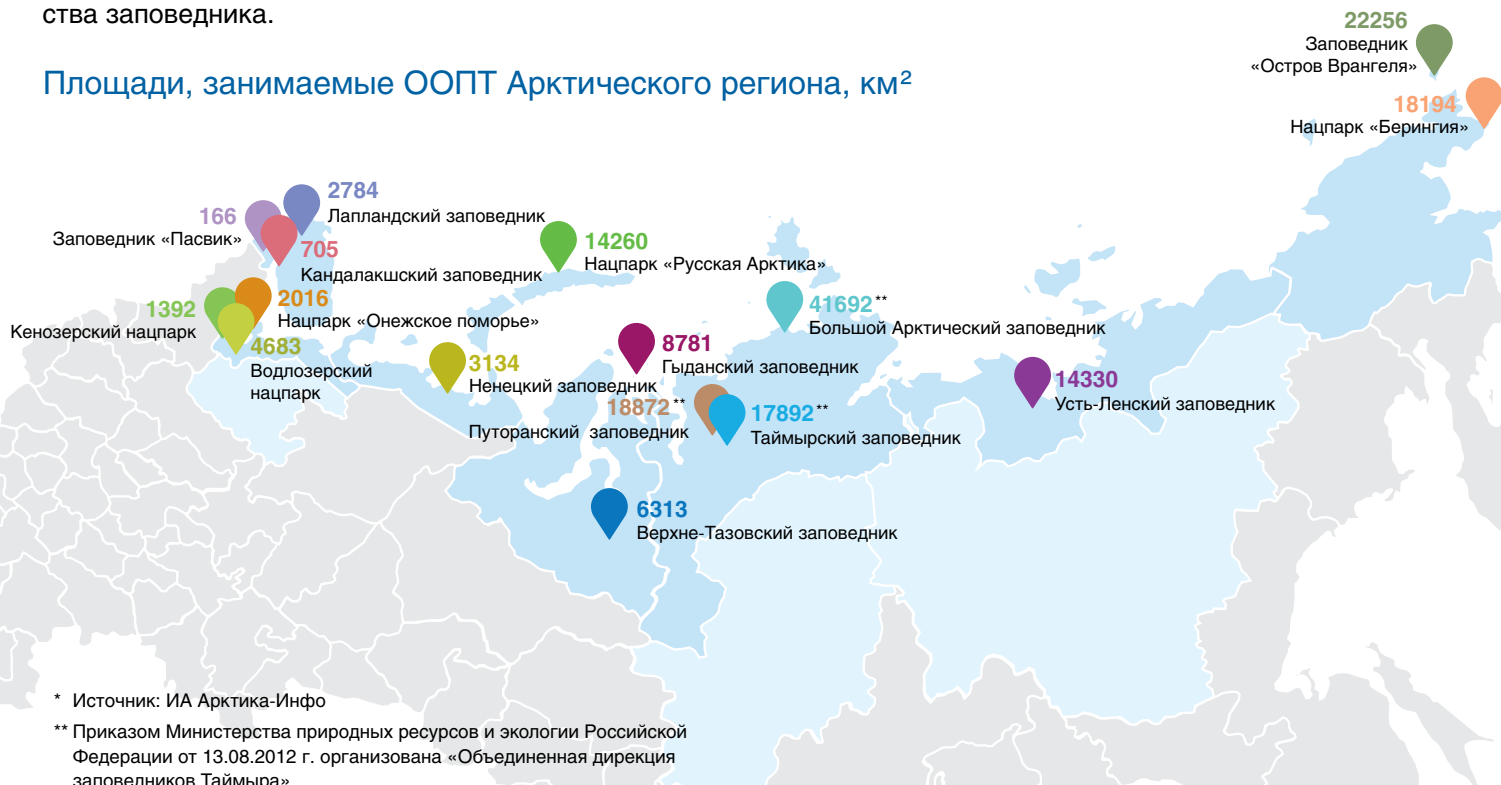 ства заповедника.
Площади, занимаемые ООПТ Арктического региона, км²
22256
Заповедник
«Остров Врангеля»
18194
Нацпарк «Берингия»
2784
Лапландский заповедник
166
Заповедник «Пасвик»
705
Кандалакшский заповедник
14260
Нацпарк «Русская Арктика»
1392
Кенозерский нацпарк
2016
Нацпарк «Онежское поморье»
4683
Водлозерский
нацпарк
41692**
Большой Арктический заповедник
3134
Ненецкий заповедник
8781
Гыданский заповедник
18872**
Путоранский заповедник
17892**
Таймырский заповедник
14330
Усть-Ленский заповедник
6313
Верхне-Тазовский заповедник
* Источник: ИА Арктика-Инфо
** Приказом Министерства природных ресурсов и экологии Российской
Федерации от 13.08.2012 г. организована «Объединенная дирекция
заповедников Таймыра»